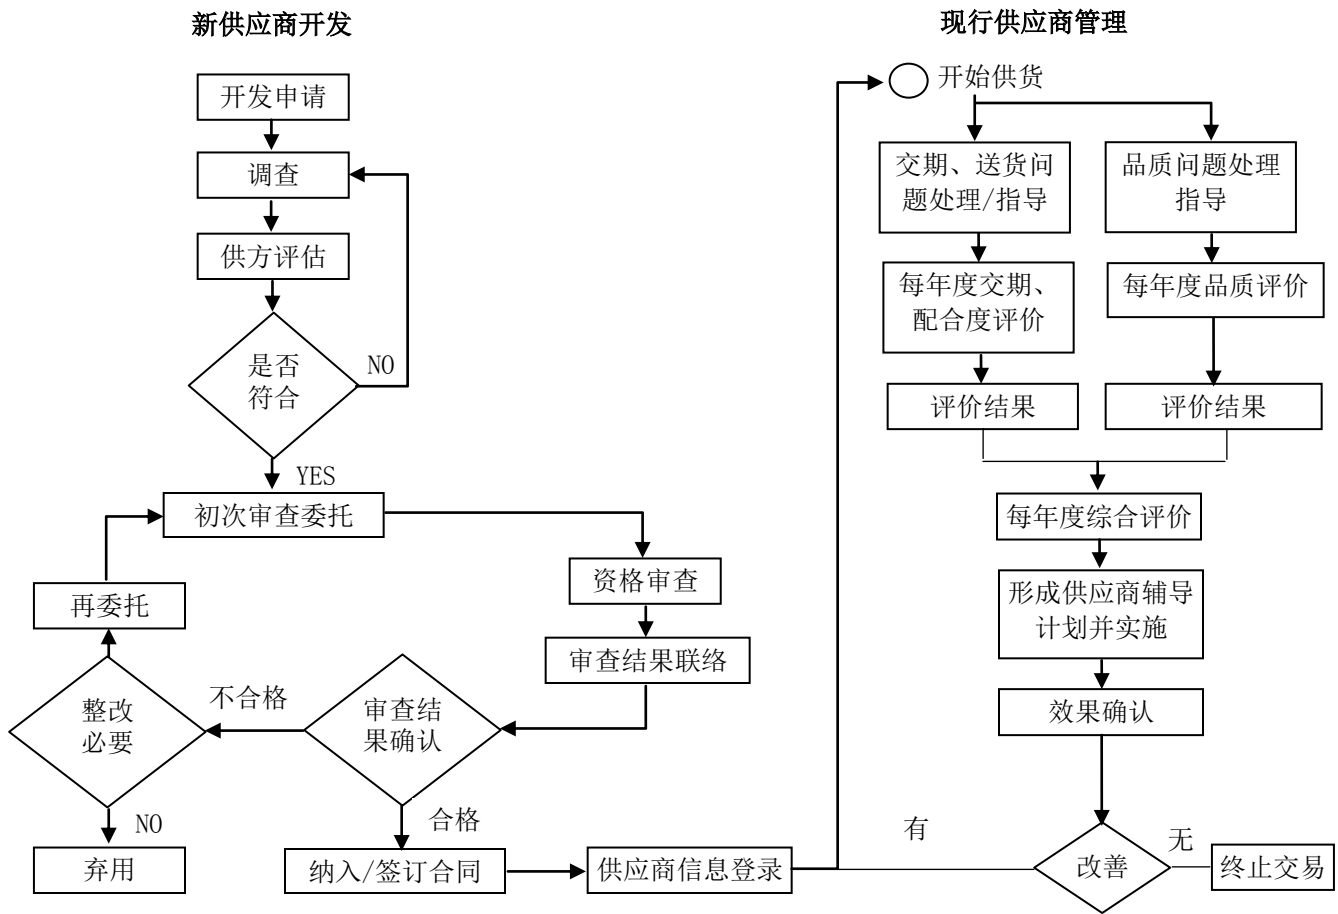 新供应商开发
现行供应商管理
开发申请
调查
供方评估
是否
符合
NO
YES
初次审查委托
资格审查
审查结果联络
再委托
整改
必要
不合格
审查结
果确认
NO
弃用
合格
纳入/签订合同
供应商信息登录
开始供货
交期、送货问
题处理/指导
品质问题处理
指导
每年度交期、
配合度评价
每年度品质评价
评价结果
评价结果
每年度综合评价
形成供应商辅导
计划并实施
效果确认
有
改善
无
终止交易